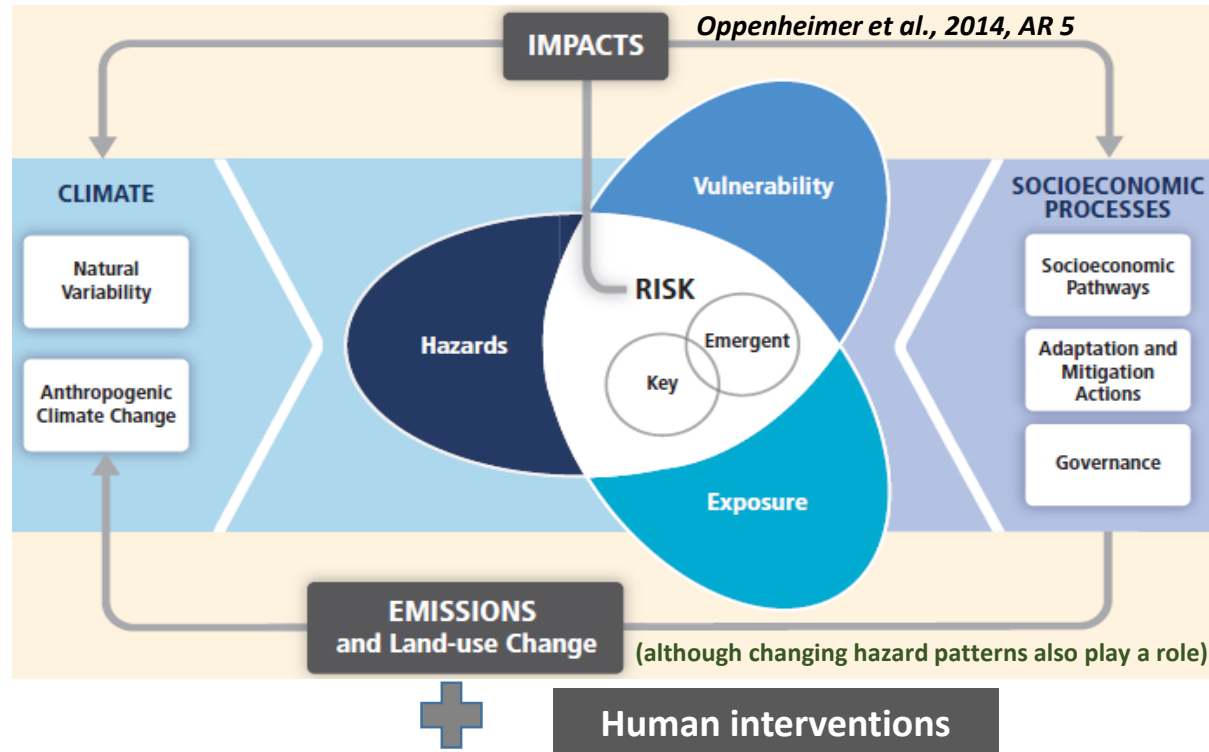 Oppenheimer et al., 2014, AR 5
IMPACTS
CLIMATE
Natural
Variability
Anthropogenic
Climate Change
Vulnerability
Hazards
RISK
Emergent
Key
Exposure
SOCIOECONOMIC
PROCESSES
Socioeconomic
Pathways
Adaptation and
Mitigation
Actions
Governance
EMISSIONS
and Land-use Change
(although changing hazard patterns also play a role)
Human interventions